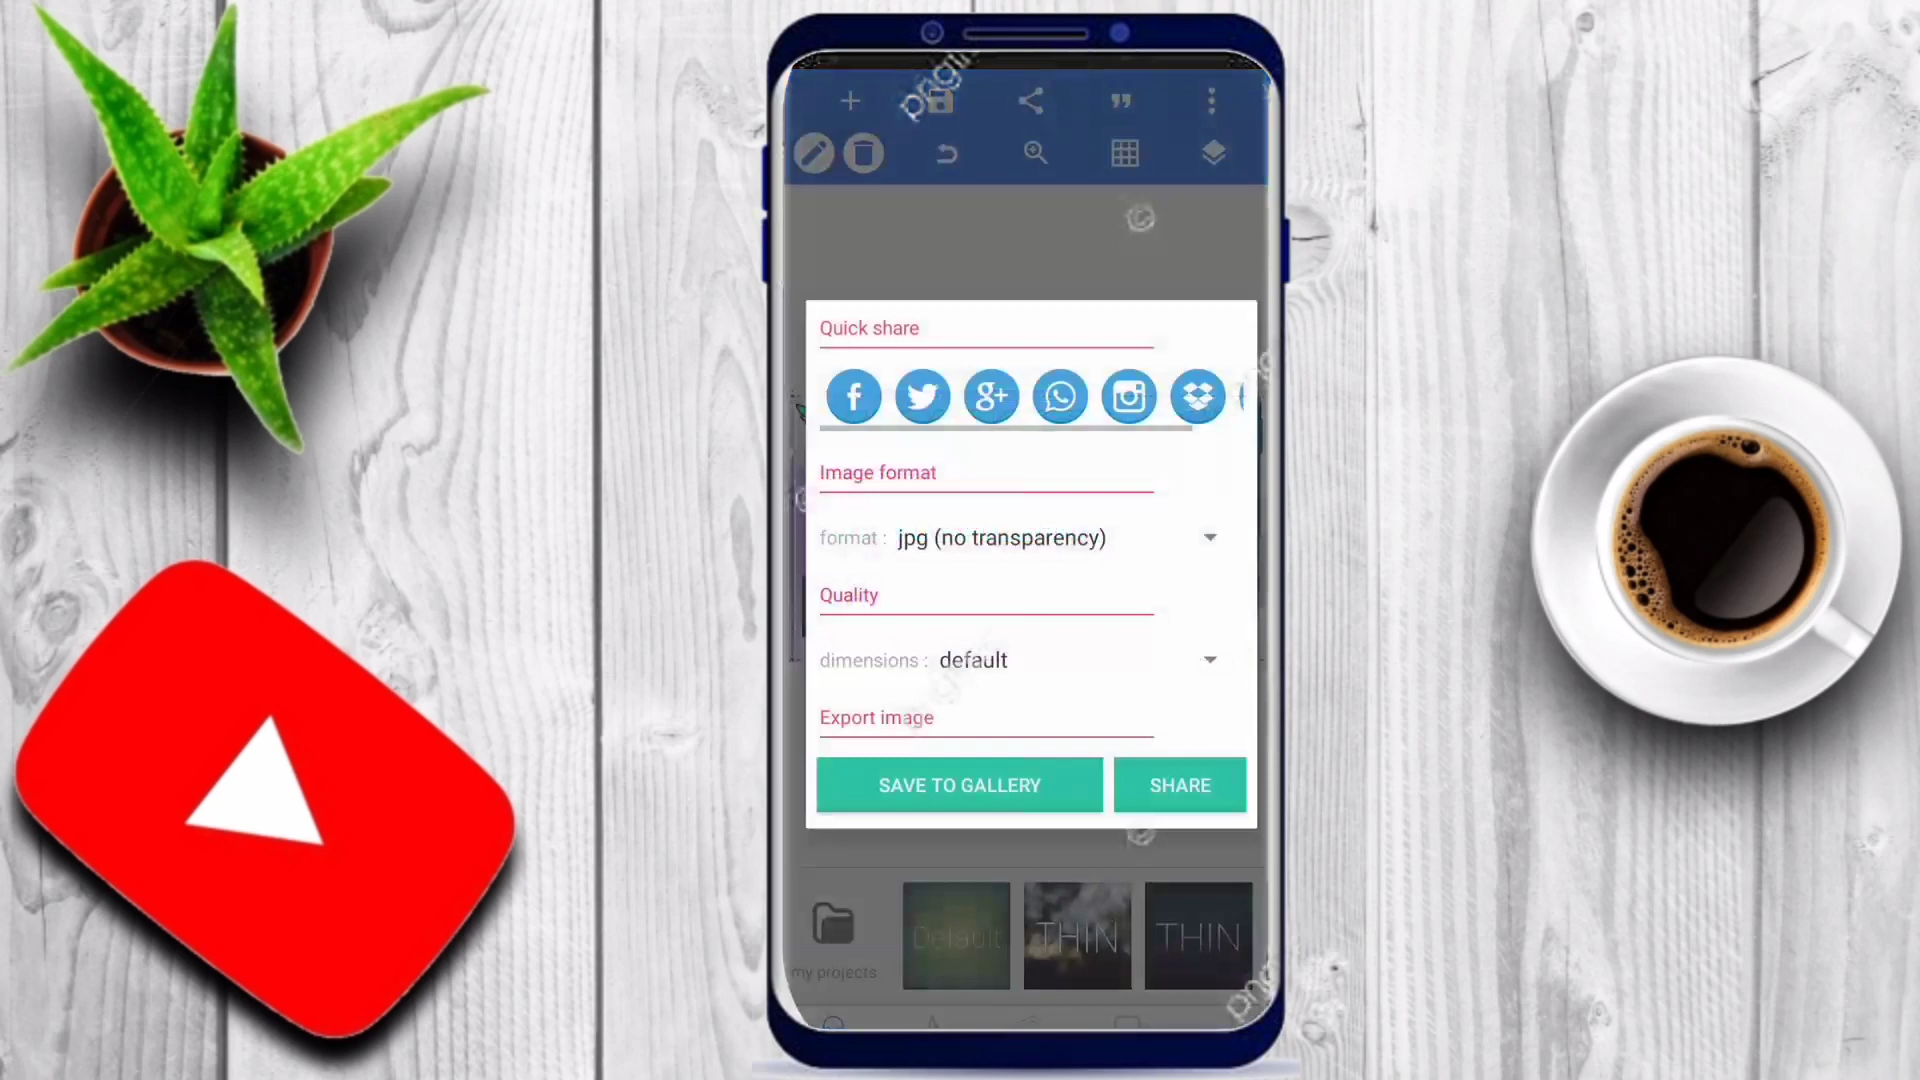 Quick share
Image format
format : jpg (no transparency)
Quality
dimensions : default
Export image
SAVE TO GALLERY SHARE
Default THIN THIN
my projects